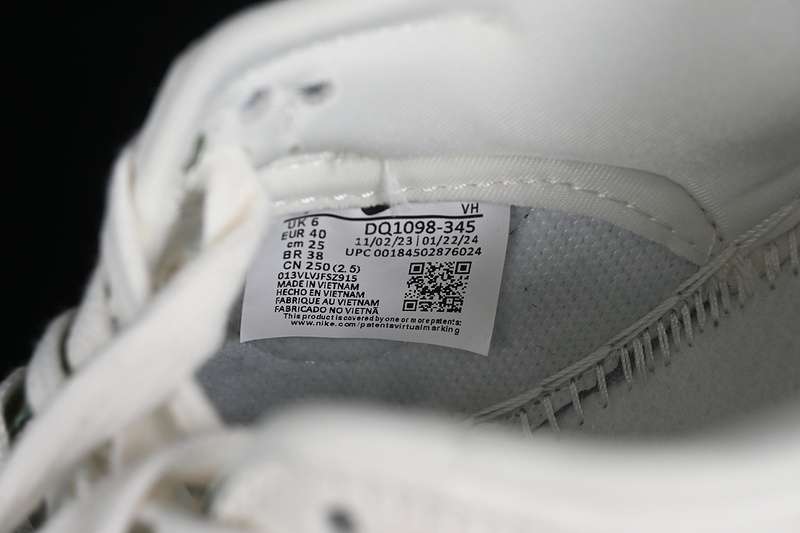 VH
UK 6
DQ1098-345
EUR 40
11/02/23 | 01/22/24
cm 25
UPC 00184502876024
BR 38
CN 250 (2.5)
013VLVJFSZ915
MADE IN VIETNAM
HECHO EN VIETNAM
FABRIQUE AU VIETNAM
FABRICADO NO VIETNÃ
This product is covered by one or more patents:
www.nike.com/patentsvirtualmarking